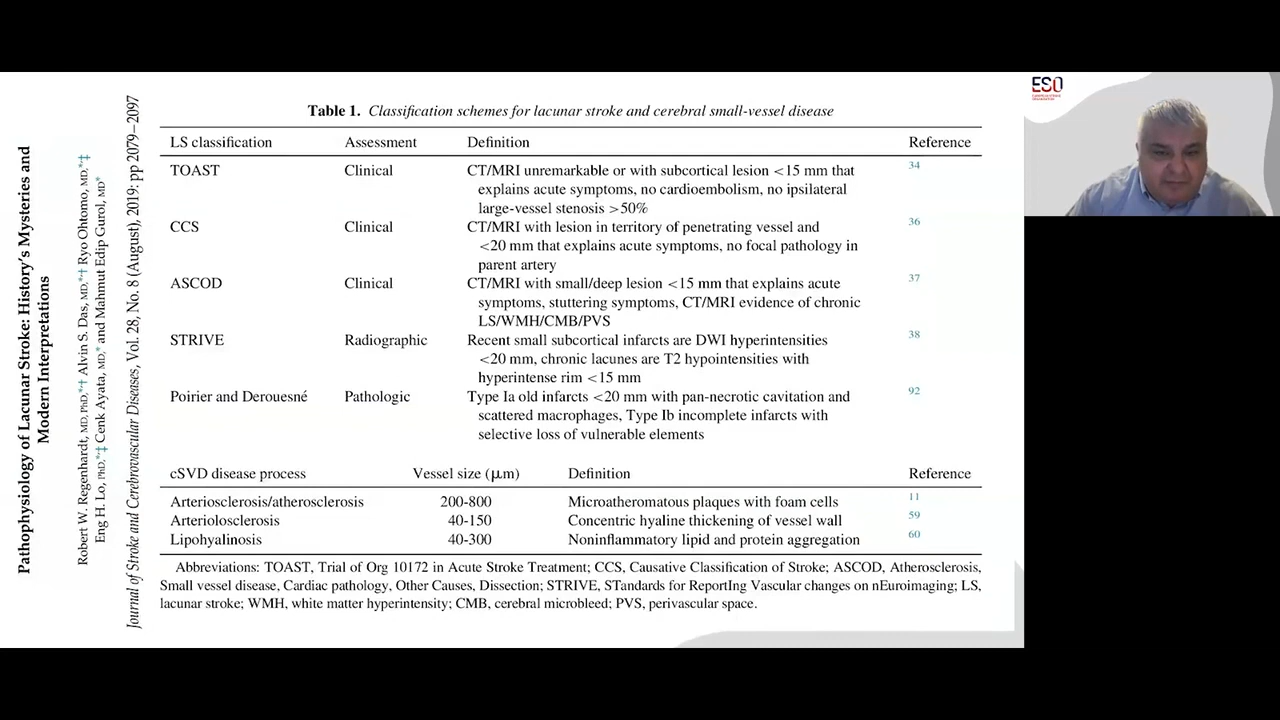 Pathophysiology of Lacunar Stroke: History's Mysteries and
Modern Interpretations
Robert W. Regenhardt, MD, PhD,*,†,‡ Alvin S. Das, MD,*,†,‡ Ryo Ohtomo, MD,*,‡
Eng H. Lo, PhD,*,‡ Cenk Ayata, MD,* and Mahmut Edip Gurol, MD*
Journal of Stroke and Cerebrovascular Diseases, Vol. 28, No. 8 (August), 2019: pp 2079–2097
Table 1. Classification schemes for lacunar stroke and cerebral small-vessel disease
LS classification Assessment Definition Reference
TOAST Clinical CT/MRI unremarkable or with subcortical lesion <15 mm that 34
explains acute symptoms, no cardioembolism, no ipsilateral
large-vessel stenosis >50%
CCS Clinical CT/MRI with lesion in territory of penetrating vessel and 36
<20 mm that explains acute symptoms, no focal pathology in
parent artery
ASCOD Clinical CT/MRI with small/deep lesion <15 mm that explains acute 37
symptoms, stuttering symptoms, CT/MRI evidence of chronic
LS/WMH/CMB/PVS
STRIVE Radiographic Recent small subcortical infarcts are DWI hyperintensities 38
<20 mm, chronic lacunes are T2 hypointensities with
hyperintense rim <15 mm
Poirier and Derouesné Pathologic Type Ia old infarcts <20 mm with pan-necrotic cavitation and 92
scattered macrophages, Type Ib incomplete infarcts with
selective loss of vulnerable elements
cSVD disease process Vessel size (μm) Definition Reference
Arteriosclerosis/atherosclerosis 200-800 Microatheromatous plaques with foam cells 11
Arteriolosclerosis 40-150 Concentric hyaline thickening of vessel wall 59
Lipohyalinosis 40-300 Noninflammatory lipid and protein aggregation 60
Abbreviations: TOAST, Trial of Org 10172 in Acute Stroke Treatment; CCS, Causative Classification of Stroke; ASCOD, Atherosclerosis,
Small vessel disease, Cardiac pathology, Other Causes, Dissection; STRIVE, STandards for ReportIng Vascular changes on nEuroimaging; LS,
lacunar stroke; WMH, white matter hyperintensity; CMB, cerebral microbleed; PVS, perivascular space.
ESO